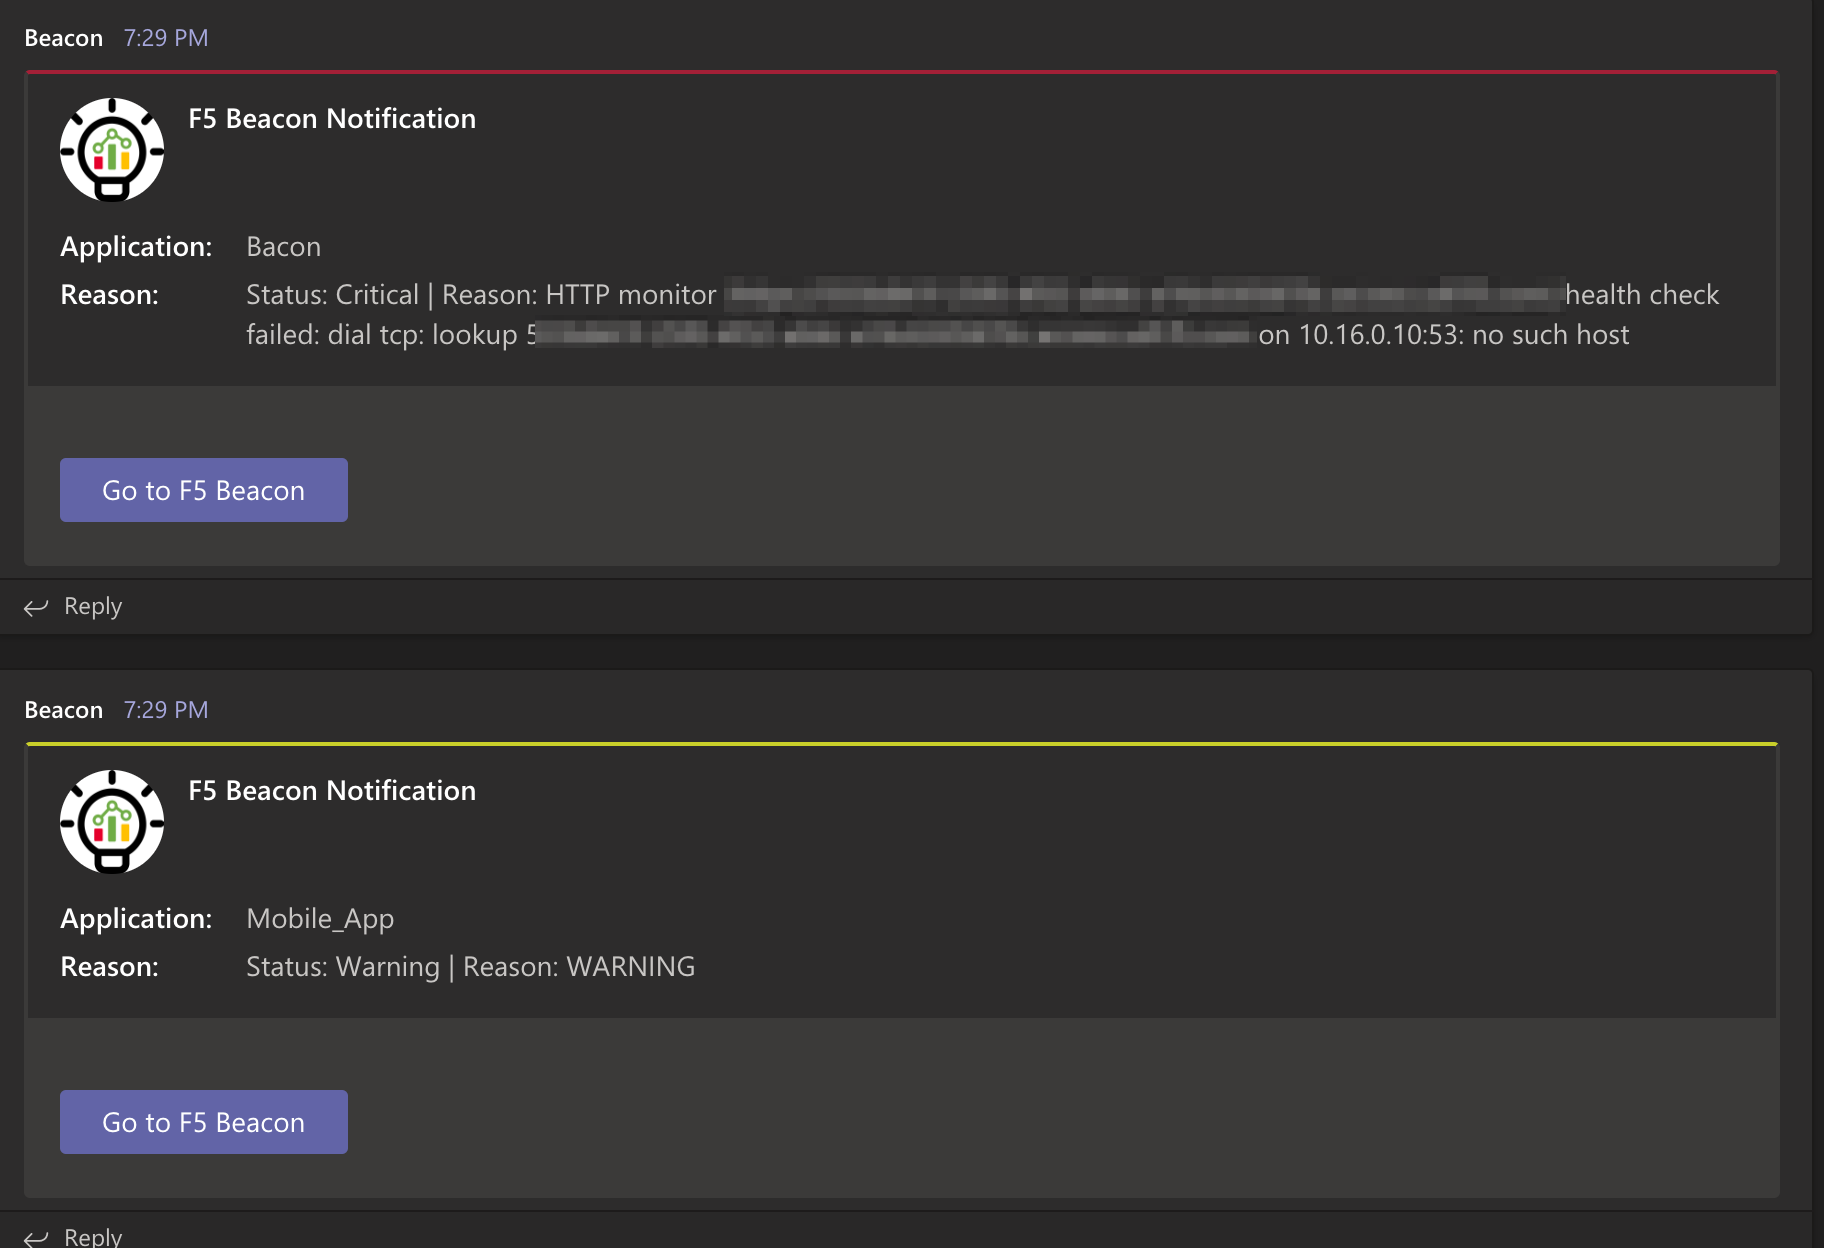 Beacon 7:29 PM
F5 Beacon Notification
Application: Bacon
Reason: Status: Critical | Reason: HTTP monitor health check
failed: dial tcp: lookup 5 on 10.16.0.10:53: no such host
Go to F5 Beacon
Reply
Beacon 7:29 PM
F5 Beacon Notification
Application: Mobile_App
Reason: Status: Warning | Reason: WARNING
Go to F5 Beacon
Reply